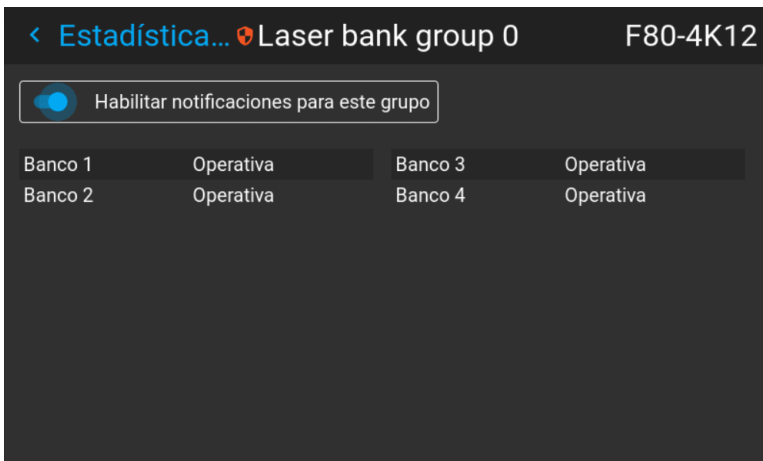 Estadística... Laser bank group 0 F80-4K12
Habilitar notificaciones para este grupo
Banco 1 Operativa Banco 3 Operativa
Banco 2 Operativa Banco 4 Operativa